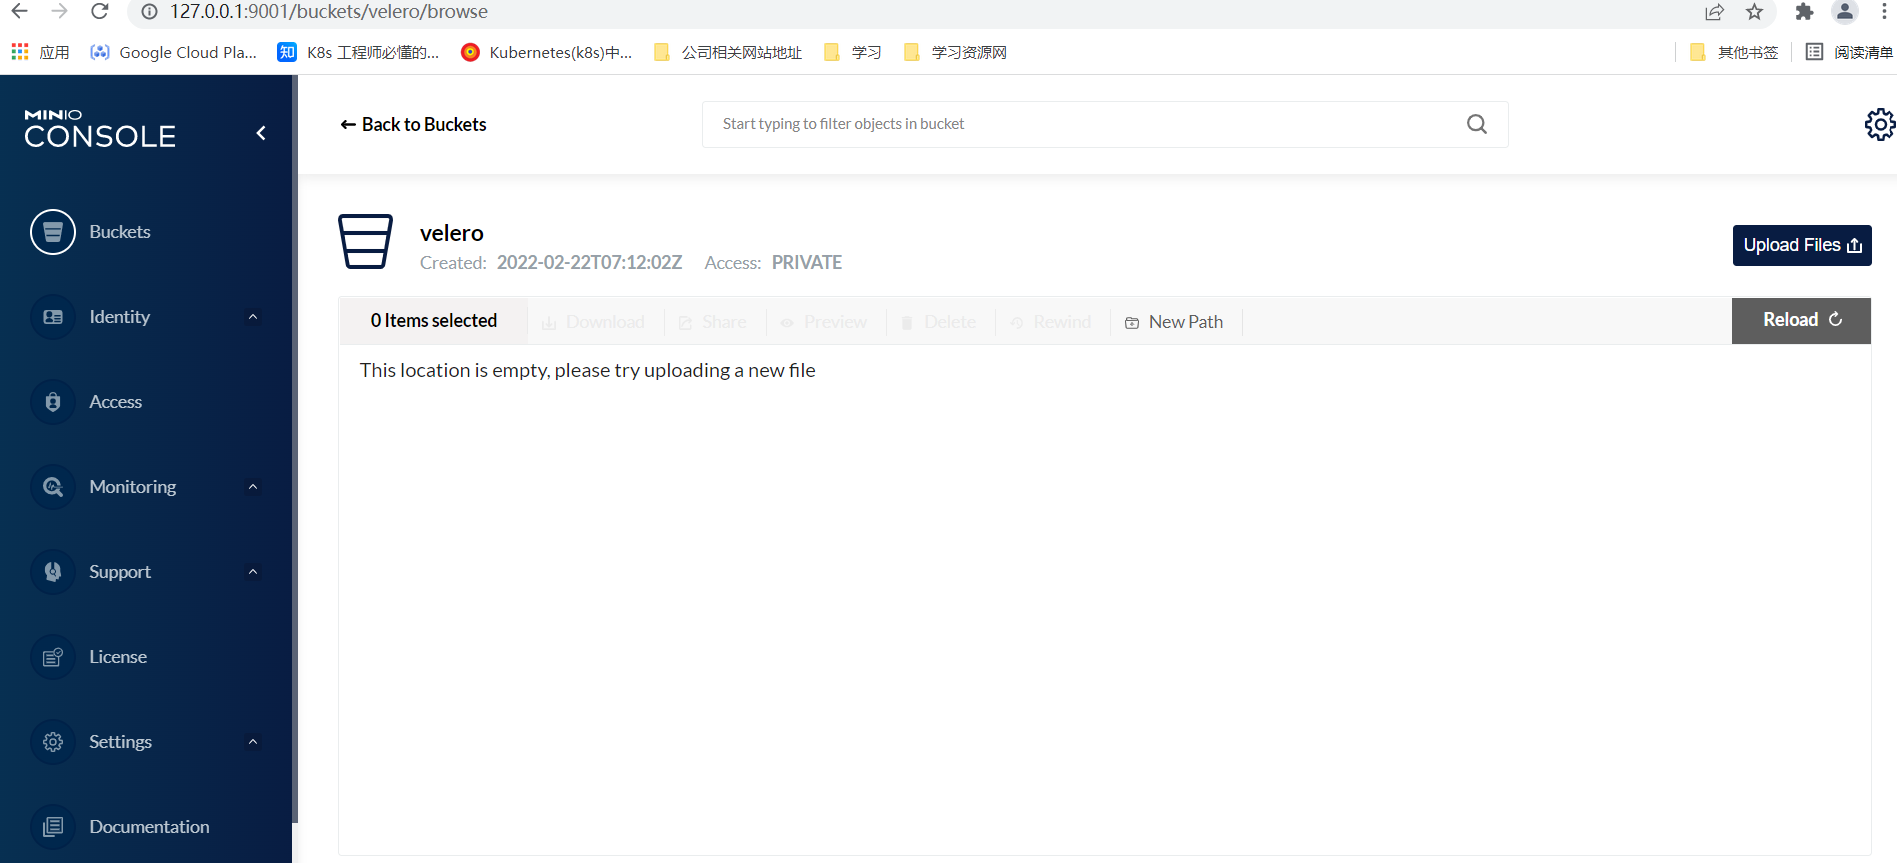 127.0.0.1:9001/buckets/velero/browse
应用 Google Cloud Pla... 知 K8s 工程师必懂的... Kubernetes(k8s)中... 公司相关网站地址 学习 学习资源网 其他书签 阅读清单
MINIO
CONSOLE
Back to Buckets
Start typing to filter objects in bucket
Buckets
velero
Created: 2022-02-22T07:12:02Z Access: PRIVATE
Upload Files
Identity
0 Items selected Download Share Preview Delete Rewind New Path Reload
This location is empty, please try uploading a new file
Access
Monitoring
Support
License
Settings
Documentation